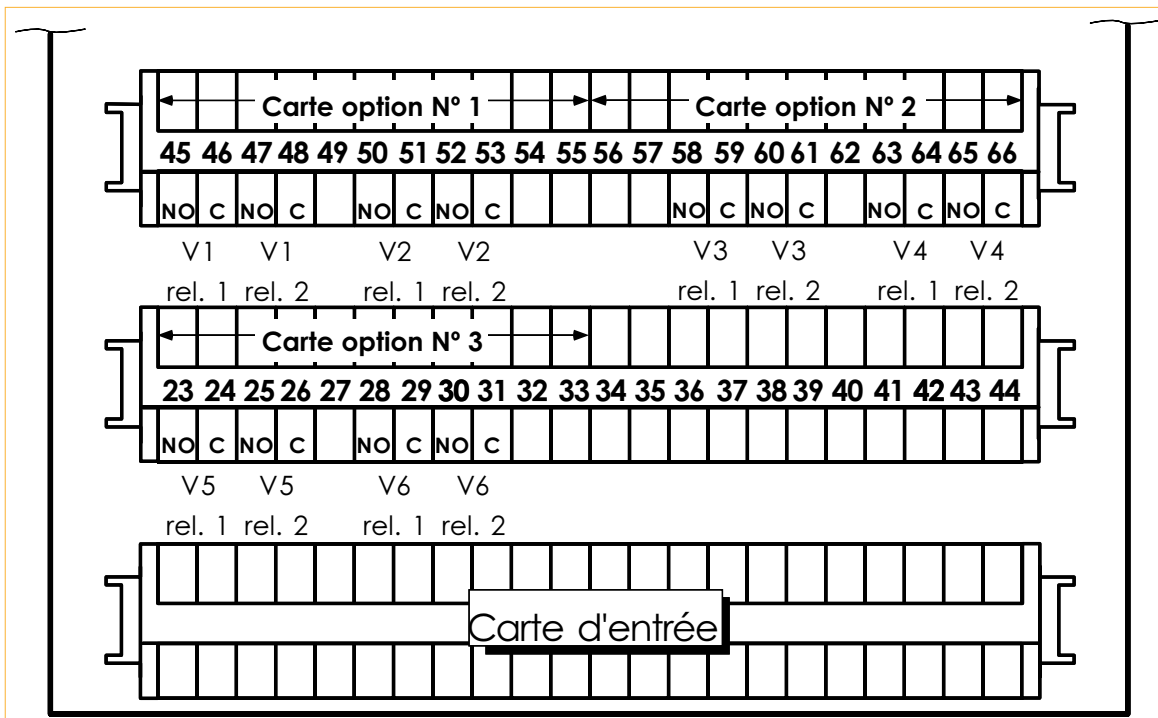 Carte option Nº 1 Carte option Nº 2
45 46 47 48 49 50 51 52 53 54 55 56 57 58 59 60 61 62 63 64 65 66
NO C NO C NO C NO C NO C NO C NO C NO C
V1 V1 V2 V2 V3 V3 V4 V4
rel. 1 rel. 2 rel. 1 rel. 2 rel. 1 rel. 2 rel. 1 rel. 2
Carte option Nº 3
23 24 25 26 27 28 29 30 31 32 33 34 35 36 37 38 39 40 41 42 43 44
NO C NO C NO C NO C
V5 V5 V6 V6
rel. 1 rel. 2 rel. 1 rel. 2
Carte d'entrée